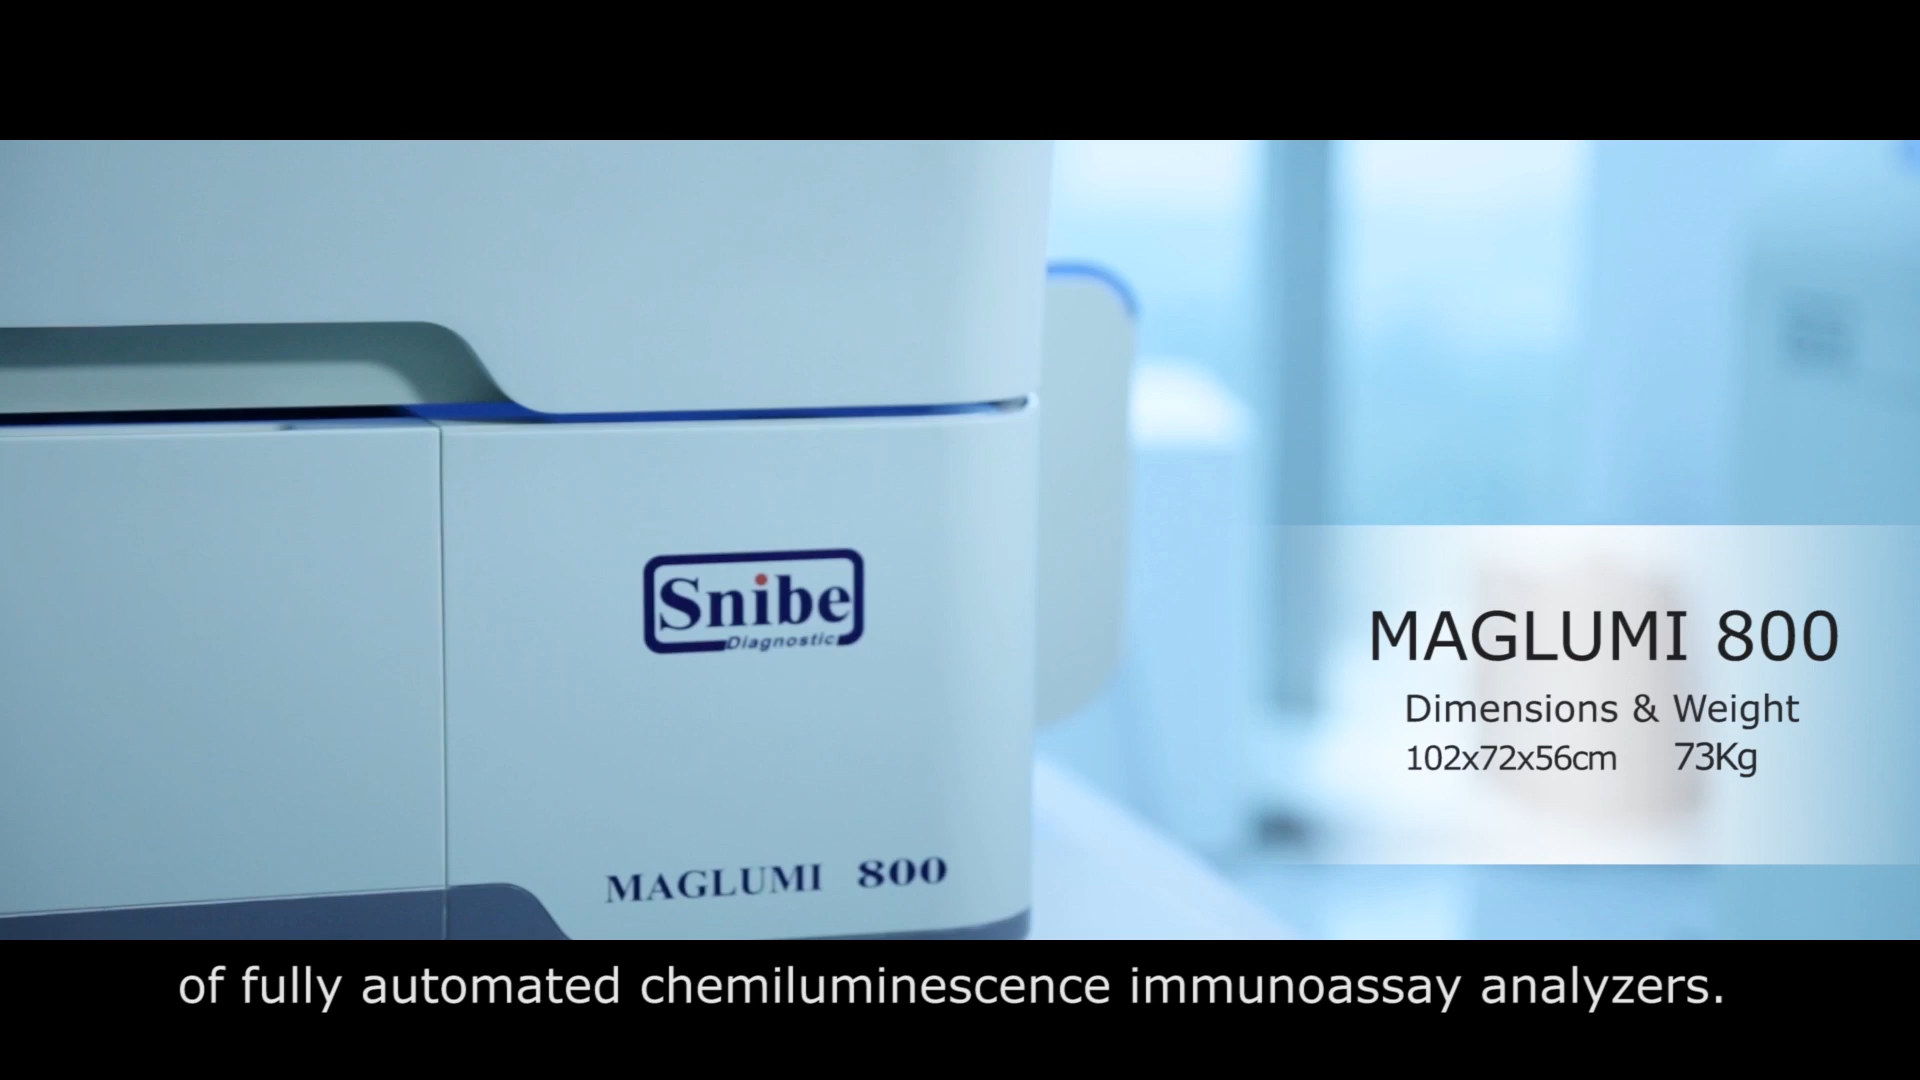 Snibe
Diagnostic
MAGLUMI 800
MAGLUMI 800
Dimensions & Weight
102x72x56cm 73Kg
of fully automated chemiluminescence immunoassay analyzers.